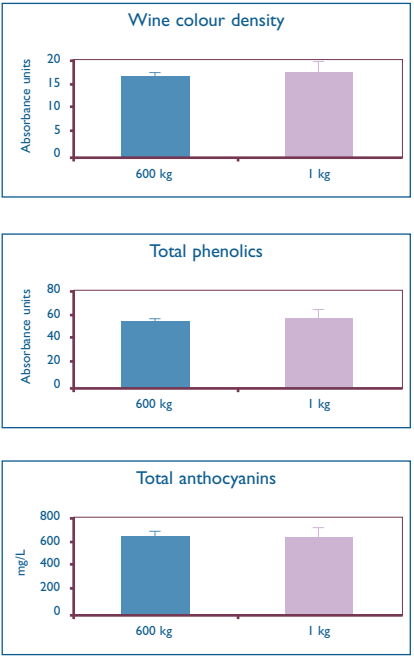 Wine colour density
Absorbance units
20
15
10
5
0
600 kg
1 kg
Total phenolics
Absorbance units
80
60
40
20
0
600 kg
1 kg
Total anthocyanins
mg/L
800
600
400
200
0
600 kg
1 kg